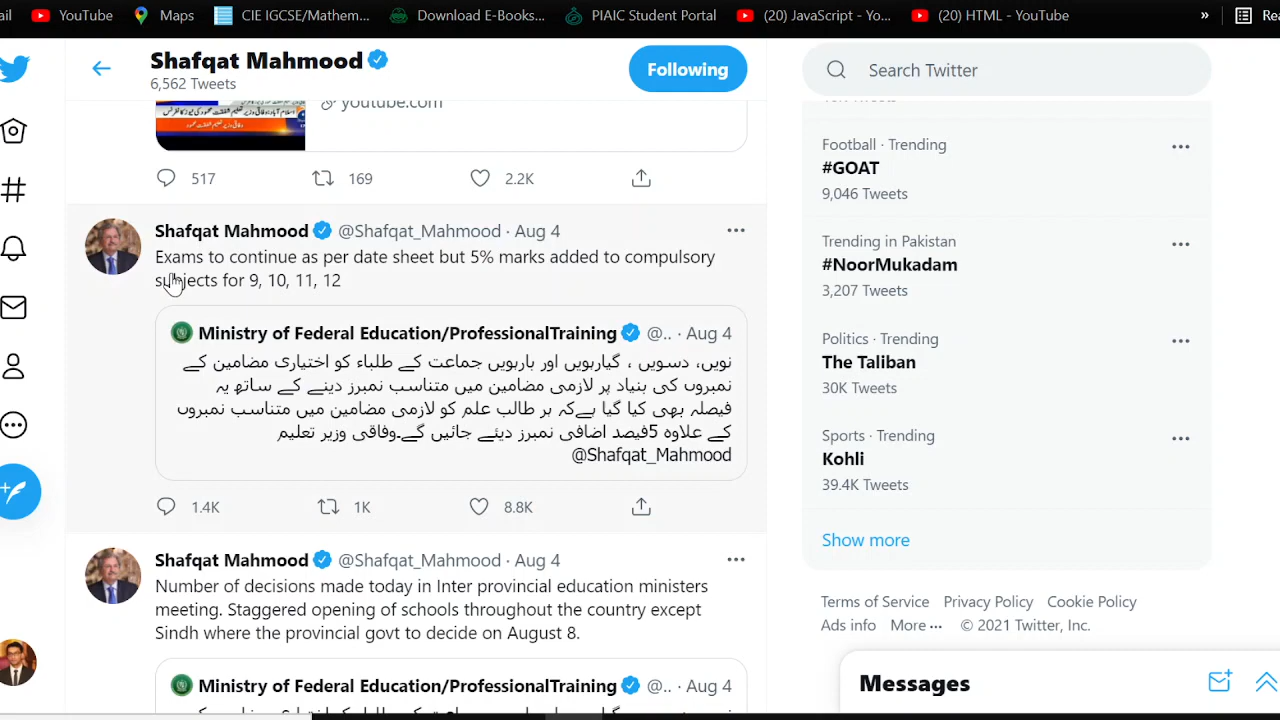 ail YouTube Maps CIE IGCSE/Mathem... Download E-Books... PIAIC Student Portal (20) JavaScript - Yo... (20) HTML - YouTube » Rea
Shafqat Mahmood
6,562 Tweets
Following
Search Twitter
youtube.com
وفاقی وزیر تعلیم شفقت محمود
517 169 2.2K
Shafqat Mahmood @Shafqat_Mahmood · Aug 4
Exams to continue as per date sheet but 5% marks added to compulsory
subjects for 9, 10, 11, 12
Ministry of Federal Education/ProfessionalTraining @.. · Aug 4
نویں، دسویں ، گیارہویں اور بارہویں جماعت کے طلباء کو اختیاری مضامین کے
نمبروں کی بنیاد پر لازمی مضامین میں متناسب نمبرز دینے کے ساتھ یہ
فیصلہ بھی کیا گیا ہےکہ ہر طالب علم کو لازمی مضامین میں متناسب نمبروں
کے علاوہ 5فیصد اضافی نمبرز دیئے جائیں گے۔وفاقی وزیر تعلیم
@Shafqat_Mahmood
1.4K 1K 8.8K
Shafqat Mahmood @Shafqat_Mahmood · Aug 4
Number of decisions made today in Inter provincial education ministers
meeting. Staggered opening of schools throughout the country except
Sindh where the provincial govt to decide on August 8.
Ministry of Federal Education/ProfessionalTraining @.. · Aug 4
Football · Trending
#GOAT
9,046 Tweets
Trending in Pakistan
#NoorMukadam
3,207 Tweets
Politics · Trending
The Taliban
30K Tweets
Sports · Trending
Kohli
39.4K Tweets
Show more
Terms of Service Privacy Policy Cookie Policy
Ads info More ··· © 2021 Twitter, Inc.
Messages